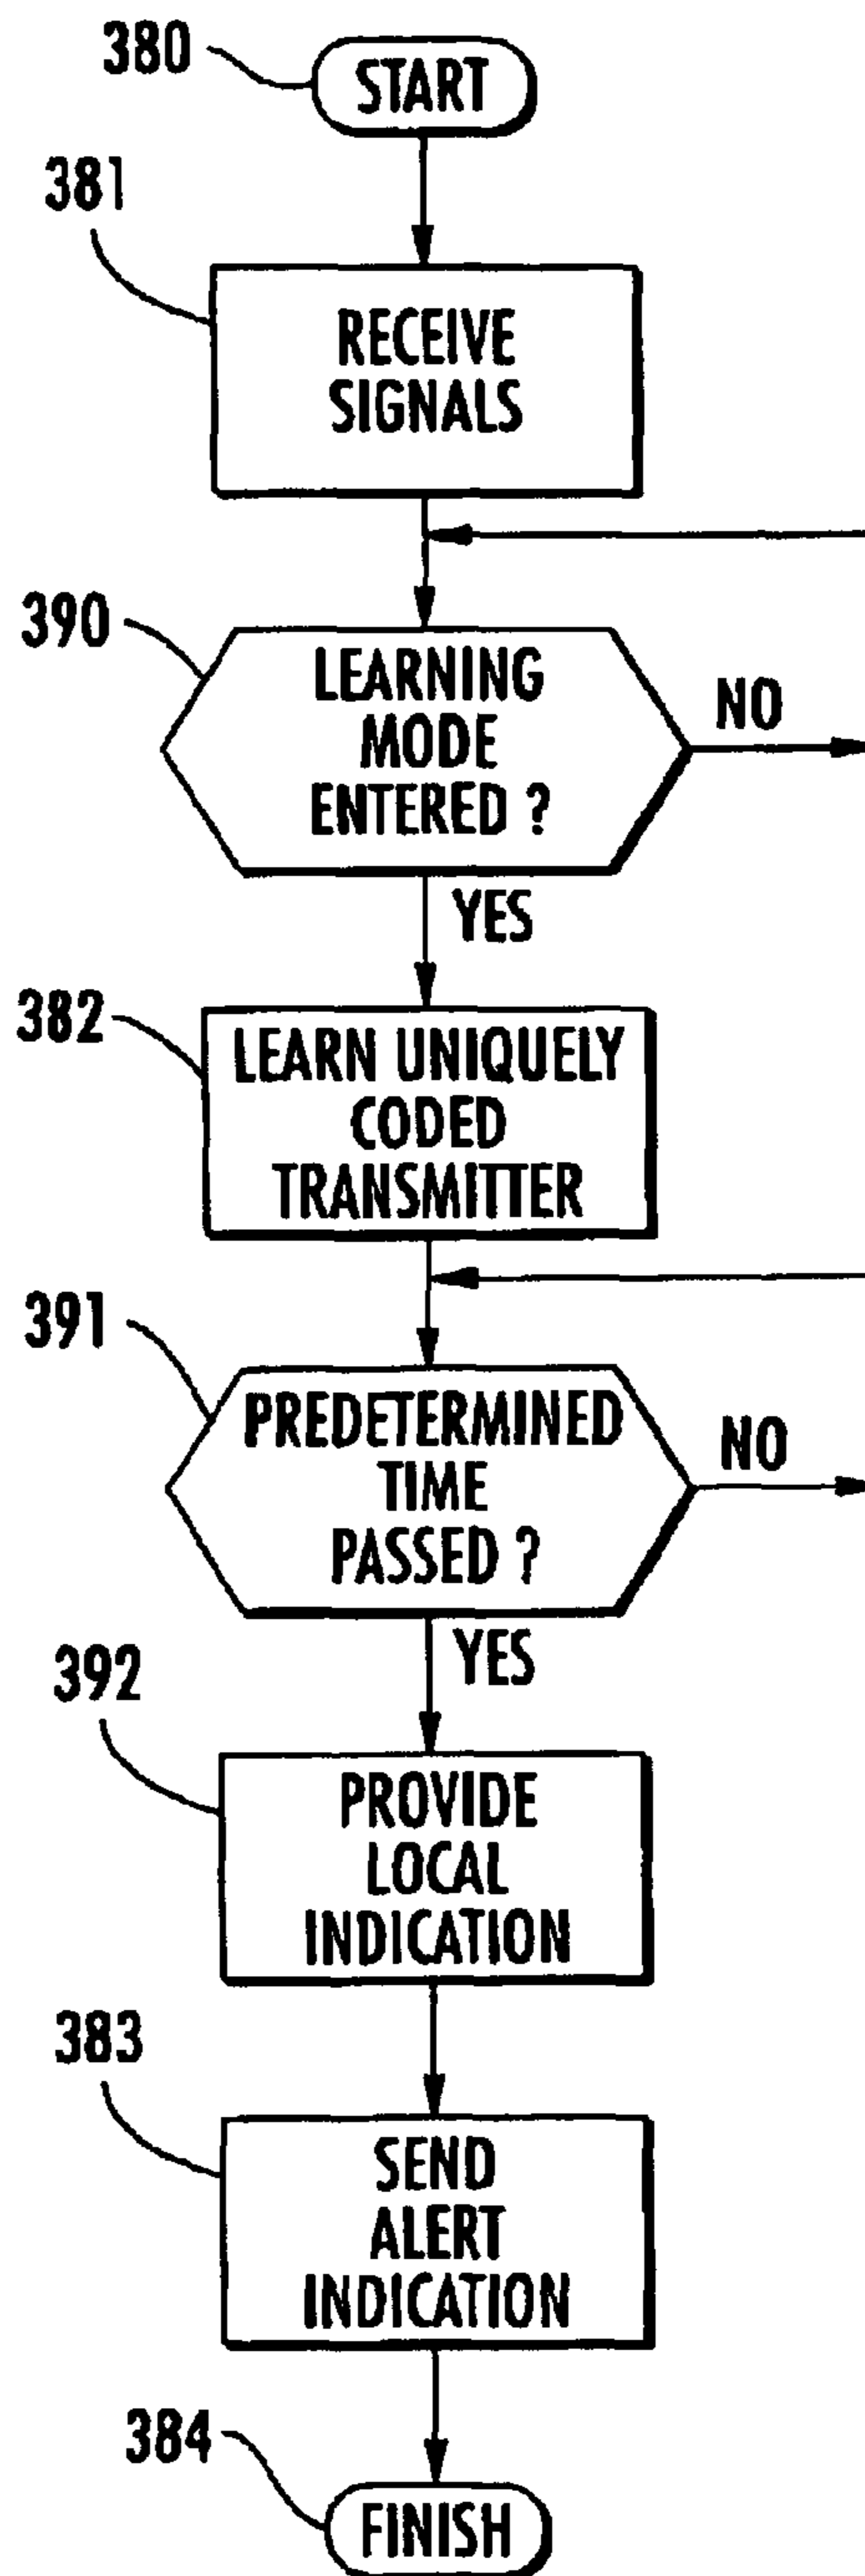 380
START
381
RECEIVE
SIGNALS
390
LEARNING
MODE
ENTERED ?
NO
YES
382
LEARN UNIQUELY
CODED
TRANSMITTER
391
PREDETERMINED
TIME
PASSED ?
NO
YES
392
PROVIDE
LOCAL
INDICATION
383
SEND
ALERT
INDICATION
384
FINISH